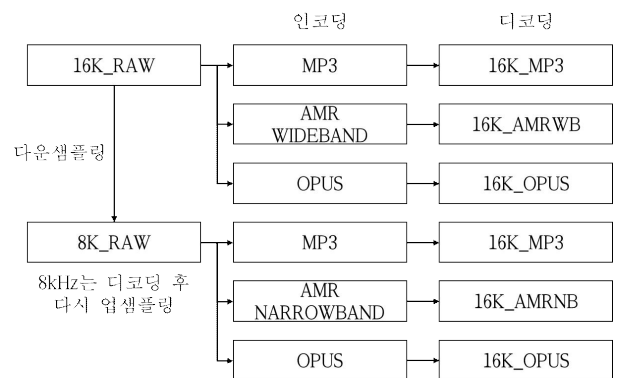 인코딩 디코딩
16K_RAW MP3 16K_MP3
AMR
WIDEBAND 16K_AMRWB
다운샘플링
OPUS 16K_OPUS
8K_RAW MP3 16K_MP3
8kHz는 디코딩 후
다시 업샘플링
AMR
NARROWBAND 16K_AMRNB
OPUS 16K_OPUS